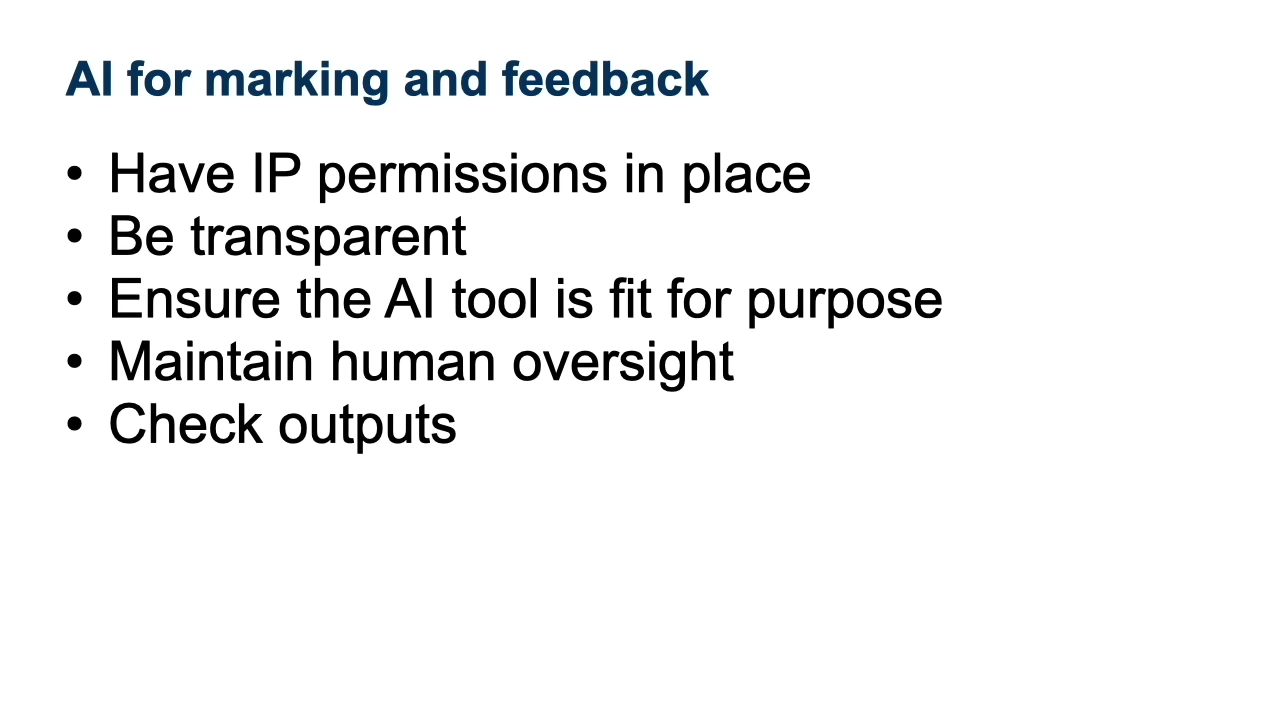 AI for marking and feedback
• Have IP permissions in place
• Be transparent
• Ensure the AI tool is fit for purpose
• Maintain human oversight
• Check outputs